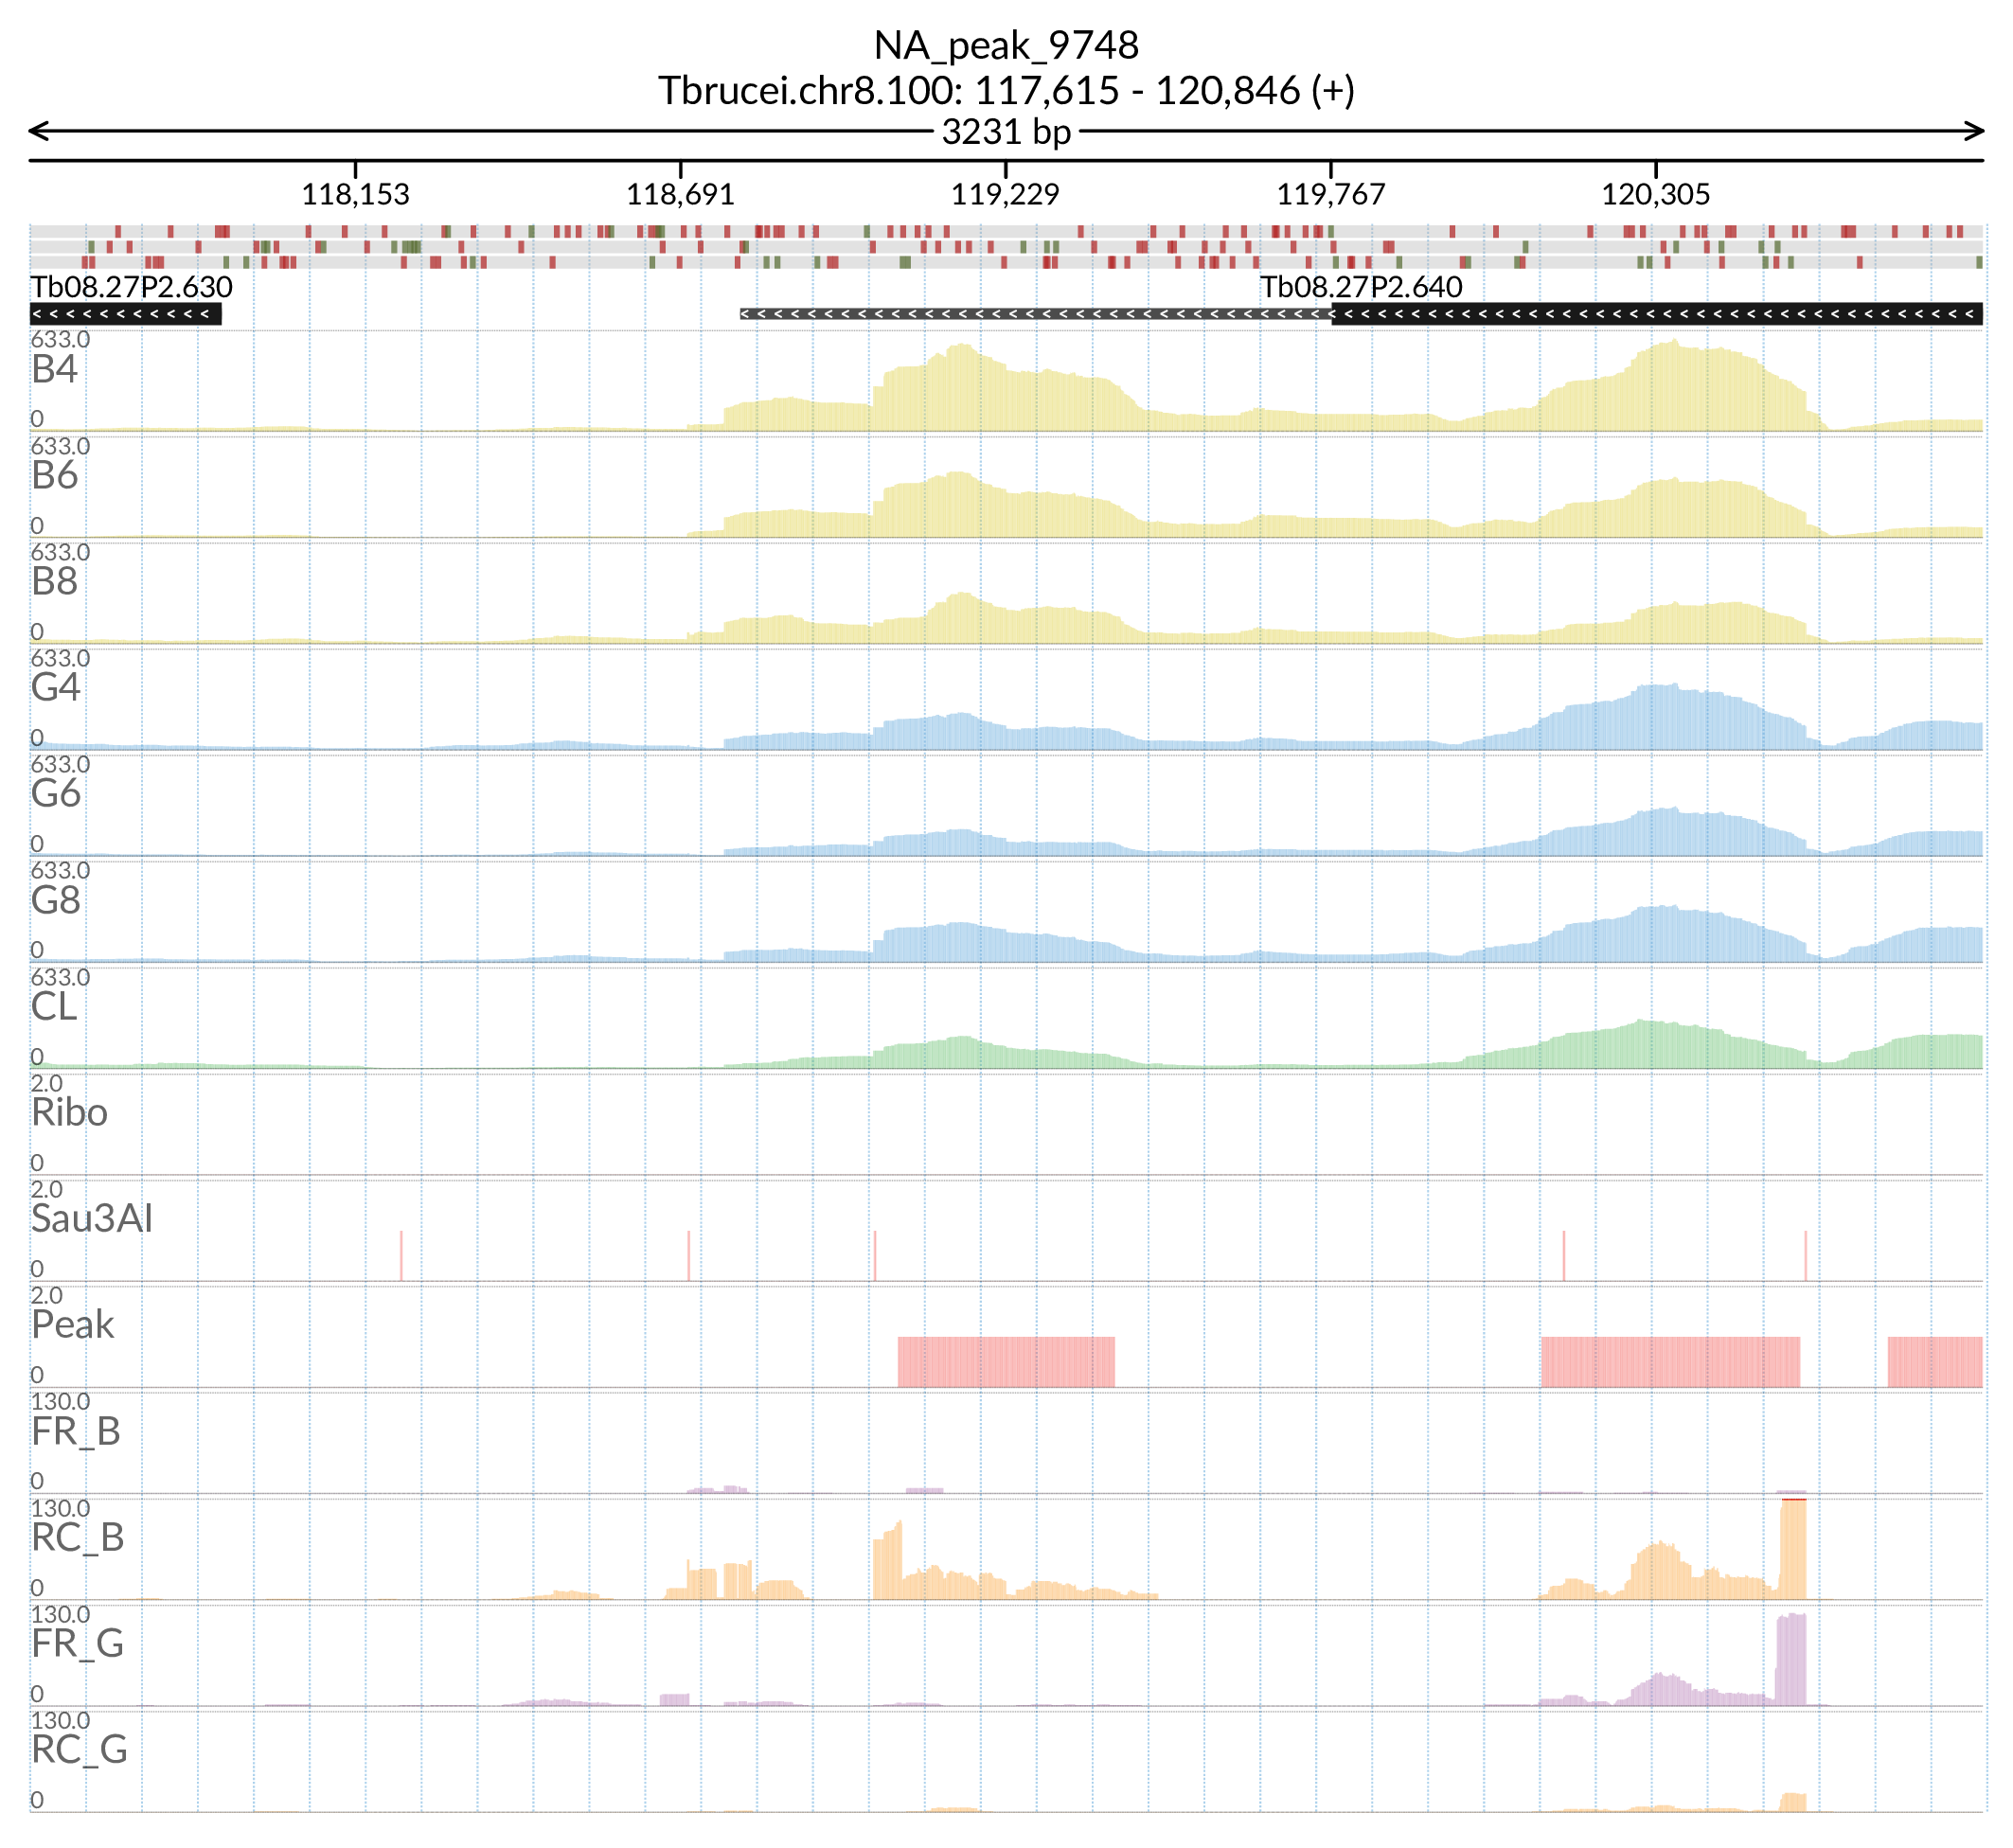 NA_peak_9748
Tbrucei.chr8.100: 117,615 - 120,846 (+)
3231 bp
118,153 118,691 119,229 119,767 120,305
Tb08.27P2.630 Tb08.27P2.640
633.0
B4
0
633.0
B6
0
633.0
B8
0
633.0
G4
0
633.0
G6
0
633.0
G8
0
633.0
CL
0
2.0
Ribo
0
2.0
Sau3AI
0
2.0
Peak
0
130.0
FR_B
0
130.0
RC_B
0
130.0
FR_G
0
130.0
RC_G
0